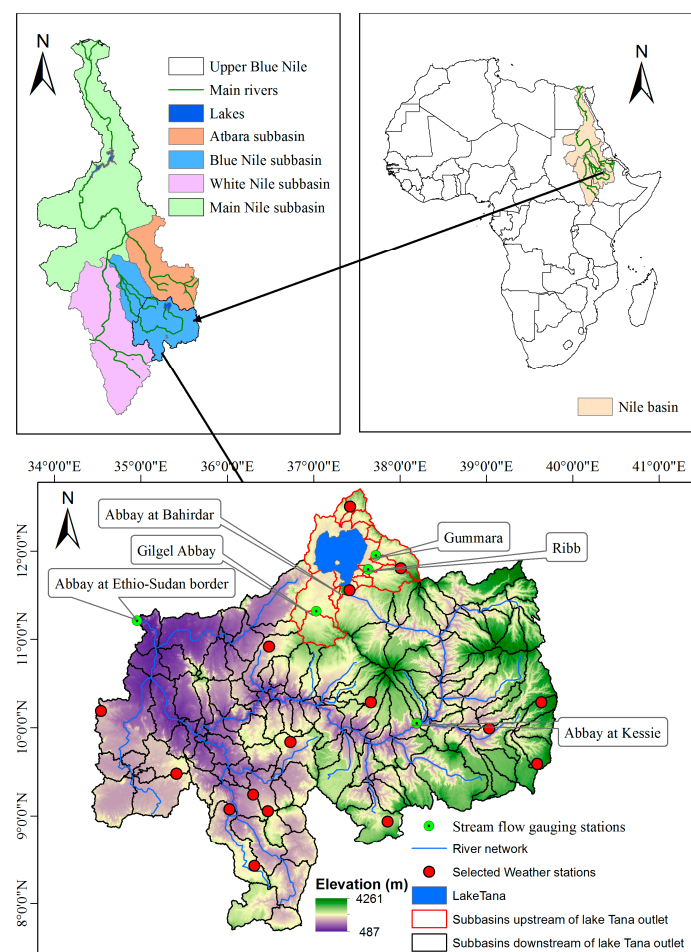 N
Upper Blue Nile
Main rivers
Lakes
Atbara subbasin
Blue Nile subbasin
White Nile subbasin
Main Nile subbasin
N
Nile basin
34°0'0"E 35°0'0"E 36°0'0"E 37°0'0"E 38°0'0"E 39°0'0"E 40°0'0"E 41°0'0"E
N
12°0'0"N
11°0'0"N
10°0'0"N
9°0'0"N
8°0'0"N
Abbay at Bahirdar
Gilgel Abbay
Abbay at Ethio-Sudan border
Gummara
Ribb
Abbay at Kessie
Stream flow gauging stations
River network
Selected Weather stations
LakeTana
Subbasins upstream of lake Tana outlet
Subbasins downstream of lake Tana outlet
Elevation (m)
4261
487